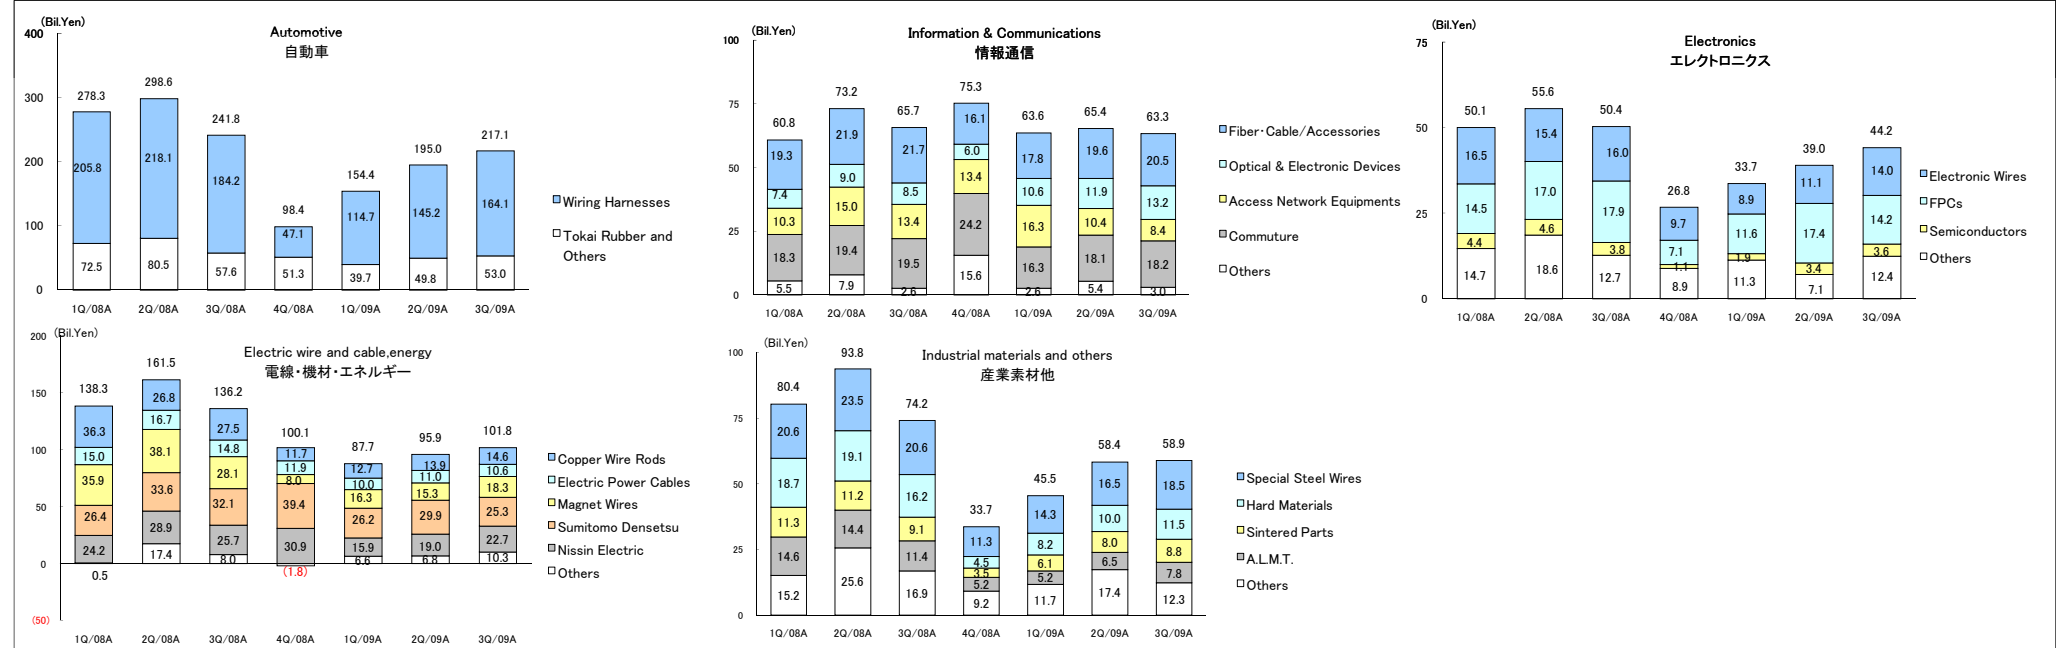 (Bil.Yen)
Automotive
自動車
400
300
200
100
0
278.3
298.6
241.8
98.4
154.4
195.0
217.1
205.8
218.1
184.2
47.1
114.7
145.2
164.1
72.5
80.5
57.6
51.3
39.7
49.8
53.0
1Q/08A
2Q/08A
3Q/08A
4Q/08A
1Q/09A
2Q/09A
3Q/09A
Wiring Harnesses
Tokai Rubber and
Others
(Bil.Yen)
Information & Communications
情報通信
100
75
50
25
0
60.8
73.2
65.7
75.3
63.6
65.4
63.3
19.3
21.9
21.7
16.1
17.8
19.6
20.5
7.4
9.0
8.5
6.0
10.6
11.9
13.2
10.3
15.0
13.4
13.4
16.3
10.4
8.4
18.3
19.4
19.5
24.2
16.3
18.1
18.2
5.5
7.9
2.6
15.6
2.6
5.4
3.0
1Q/08A
2Q/08A
3Q/08A
4Q/08A
1Q/09A
2Q/09A
3Q/09A
Fiber・Cable/Accessories
Optical & Electronic Devices
Access Network Equipments
Commuture
Others
(Bil.Yen)
Electronics
エレクトロニクス
75
50
25
0
50.1
55.6
50.4
26.8
33.7
39.0
44.2
16.5
15.4
16.0
9.7
8.9
11.1
14.0
14.5
17.0
17.9
7.1
11.6
17.4
14.2
4.4
4.6
3.8
1.1
1.9
3.4
3.6
14.7
18.6
12.7
8.9
11.3
7.1
12.4
1Q/08A
2Q/08A
3Q/08A
4Q/08A
1Q/09A
2Q/09A
3Q/09A
Electronic Wires
FPCs
Semiconductors
Others
(Bil.Yen)
Electric wire and cable,energy
電線・機材・エネルギー
200
150
100
50
0
(50)
138.3
161.5
136.2
100.1
87.7
95.9
101.8
36.3
26.8
27.5
11.7
12.7
13.9
14.6
15.0
16.7
14.8
11.9
10.0
11.0
10.6
35.9
38.1
28.1
8.0
16.3
15.3
18.3
26.4
33.6
32.1
39.4
26.2
29.9
25.3
24.2
28.9
25.7
30.9
15.9
19.0
22.7
0.5
17.4
8.0
(1.8)
6.6
6.8
10.3
1Q/08A
2Q/08A
3Q/08A
4Q/08A
1Q/09A
2Q/09A
3Q/09A
Copper Wire Rods
Electric Power Cables
Magnet Wires
Sumitomo Densetsu
Nissin Electric
Others
(Bil.Yen)
Industrial materials and others
産業素材他
100
75
50
25
0
80.4
93.8
74.2
33.7
45.5
58.4
58.9
20.6
23.5
20.6
11.3
14.3
16.5
18.5
18.7
19.1
16.2
4.5
8.2
10.0
11.5
11.3
11.2
9.1
3.5
6.1
8.0
8.8
14.6
14.4
11.4
5.2
5.2
6.5
7.8
15.2
25.6
16.9
9.2
11.7
17.4
12.3
1Q/08A
2Q/08A
3Q/08A
4Q/08A
1Q/09A
2Q/09A
3Q/09A
Special Steel Wires
Hard Materials
Sintered Parts
A.L.M.T.
Others